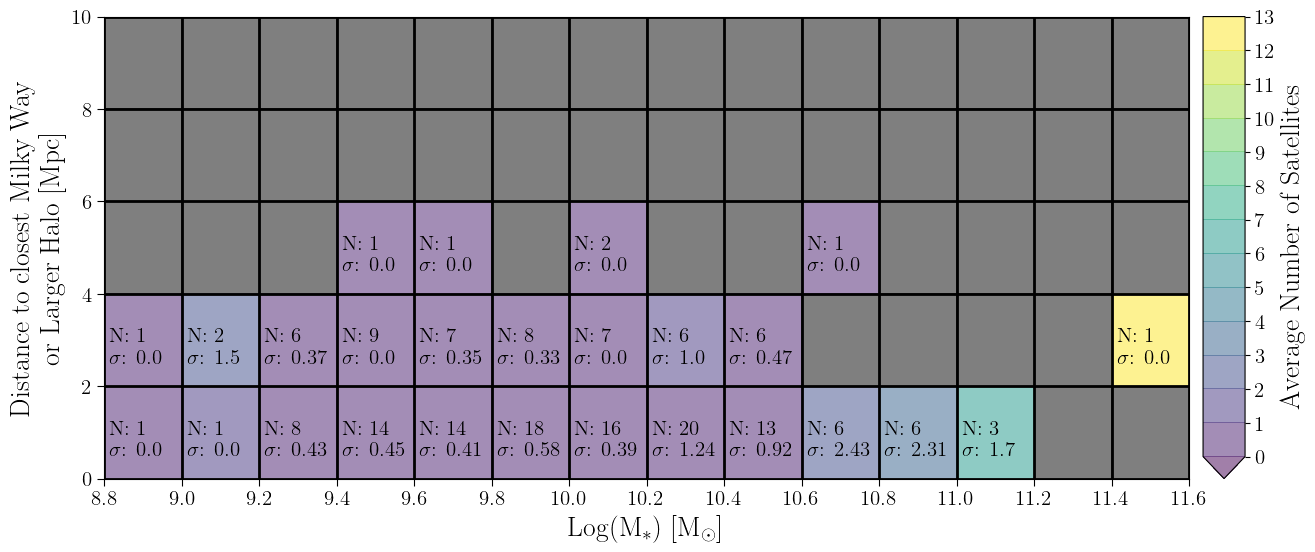 Distance to closest Milky Way
or Larger Halo [Mpc]
10
8
6
4
2
0
N: 1
σ: 0.0
N: 1
σ: 0.0
N: 2
σ: 0.0
N: 1
σ: 0.0
N: 1
σ: 0.0
N: 2
σ: 1.5
N: 6
σ: 0.37
N: 9
σ: 0.0
N: 7
σ: 0.35
N: 8
σ: 0.33
N: 7
σ: 0.0
N: 6
σ: 1.0
N: 6
σ: 0.47
N: 1
σ: 0.0
N: 1
σ: 0.0
N: 1
σ: 0.0
N: 8
σ: 0.43
N: 14
σ: 0.45
N: 14
σ: 0.41
N: 18
σ: 0.58
N: 16
σ: 0.39
N: 20
σ: 1.24
N: 13
σ: 0.92
N: 6
σ: 2.43
N: 6
σ: 2.31
N: 3
σ: 1.7
8.8 9.0 9.2 9.4 9.6 9.8 10.0 10.2 10.4 10.6 10.8 11.0 11.2 11.4 11.6
Log(M<sub>*</sub>) [M<sub>⊙</sub>]
13
12
11
10
9
8
7
6
5
4
3
2
1
0
Average Number of Satellites